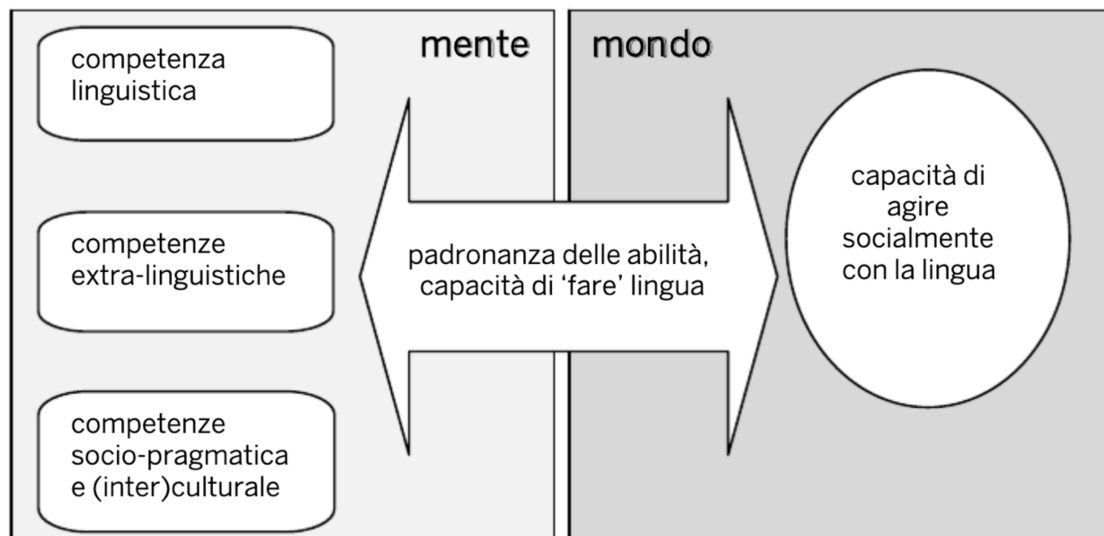 mente
mondo
competenza
linguistica
competenze
extra-linguistiche
competenze
socio-pragmatica
e (inter)culturale
padronanza delle abilità,
capacità di ‘fare’ lingua
capacità di
agire
socialmente
con la lingua